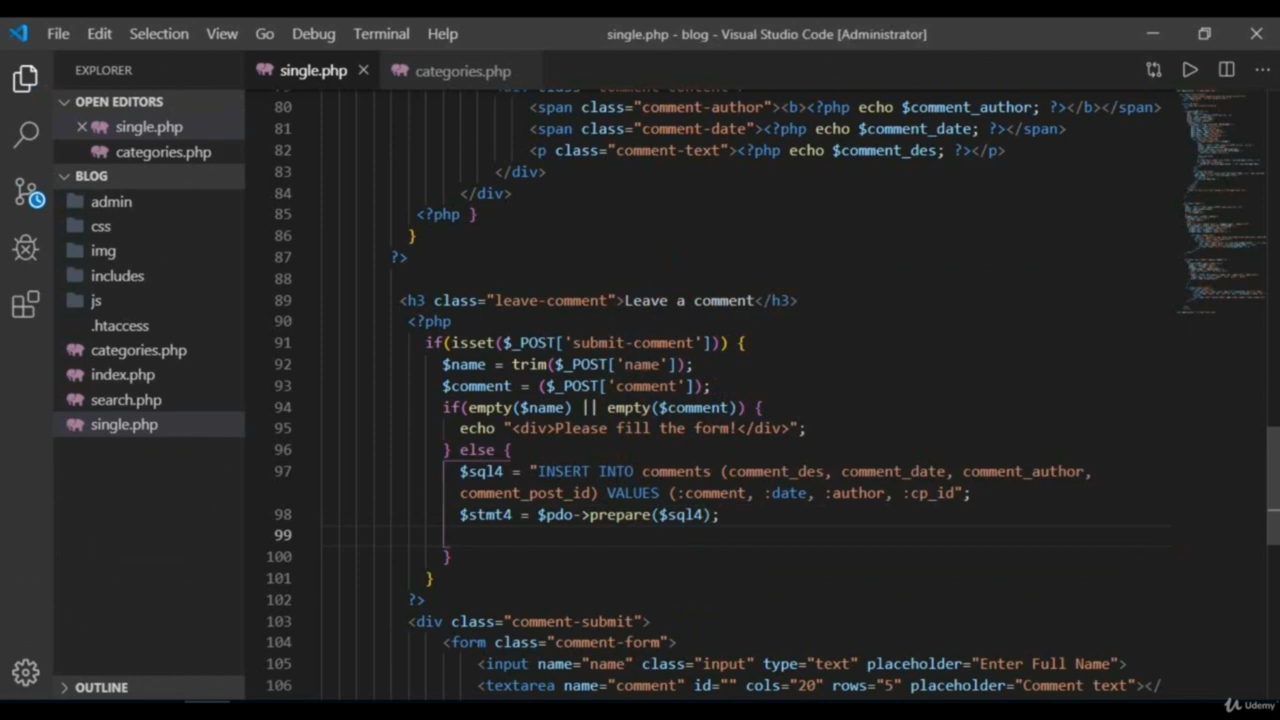 File Edit Selection View Go Debug Terminal Help single.php - blog - Visual Studio Code [Administrator]
EXPLORER
single.php
categories.php
OPEN EDITORS
single.php
categories.php
BLOG
admin
css
img
includes
js
.htaccess
categories.php
index.php
search.php
single.php
OUTLINE
80 <span class="comment-author"><b><?php echo $comment_author; ?></b></span>
81 <span class="comment-date"><?php echo $comment_date; ?></span>
82 <p class="comment-text"><?php echo $comment_des; ?></p>
83 </div>
84 </div>
85 <?php }
86 }
87 ?>
88
89 <h3 class="leave-comment">Leave a comment</h3>
90 <?php
91 if(isset($_POST['submit-comment'])) {
92 $name = trim($_POST['name']);
93 $comment = ($_POST['comment']);
94 if(empty($name) || empty($comment)) {
95 echo "<div>Please fill the form!</div>";
96 } else {
97 $sql4 = "INSERT INTO comments (comment_des, comment_date, comment_author,
comment_post_id) VALUES (:comment, :date, :author, :cp_id";
98 $stmt4 = $pdo->prepare($sql4);
99
100 }
101 }
102 ?>
103 <div class="comment-submit">
104 <form class="comment-form">
105 <input name="name" class="input" type="text" placeholder="Enter Full Name">
106 <textarea name="comment" id="" cols="20" rows="5" placeholder="Comment text"></
Udemy